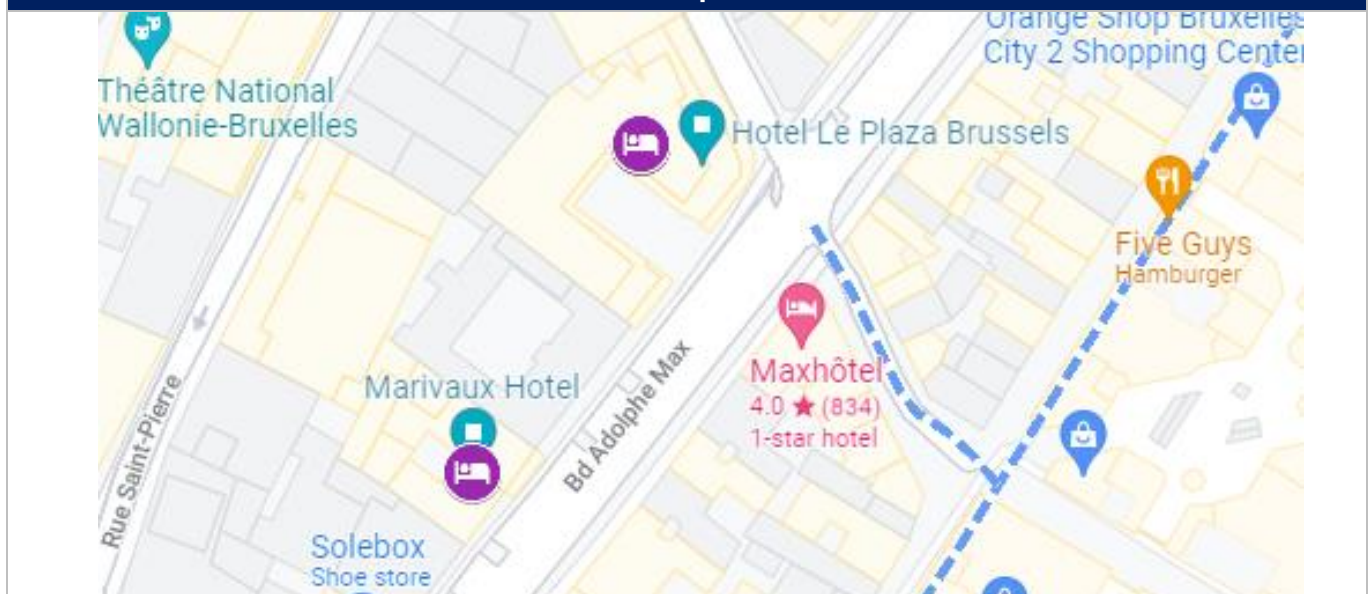 Orange Shop Bruxelles
City 2 Shopping Center
Théâtre National
Wallonie-Bruxelles
Hotel Le Plaza Brussels
Five Guys
Hamburger
Maxhôtel
4.0 ★ (834)
1-star hotel
Marivaux Hotel
Bd Adolphe Max
Rue Saint-Pierre
Solebox
Shoe store